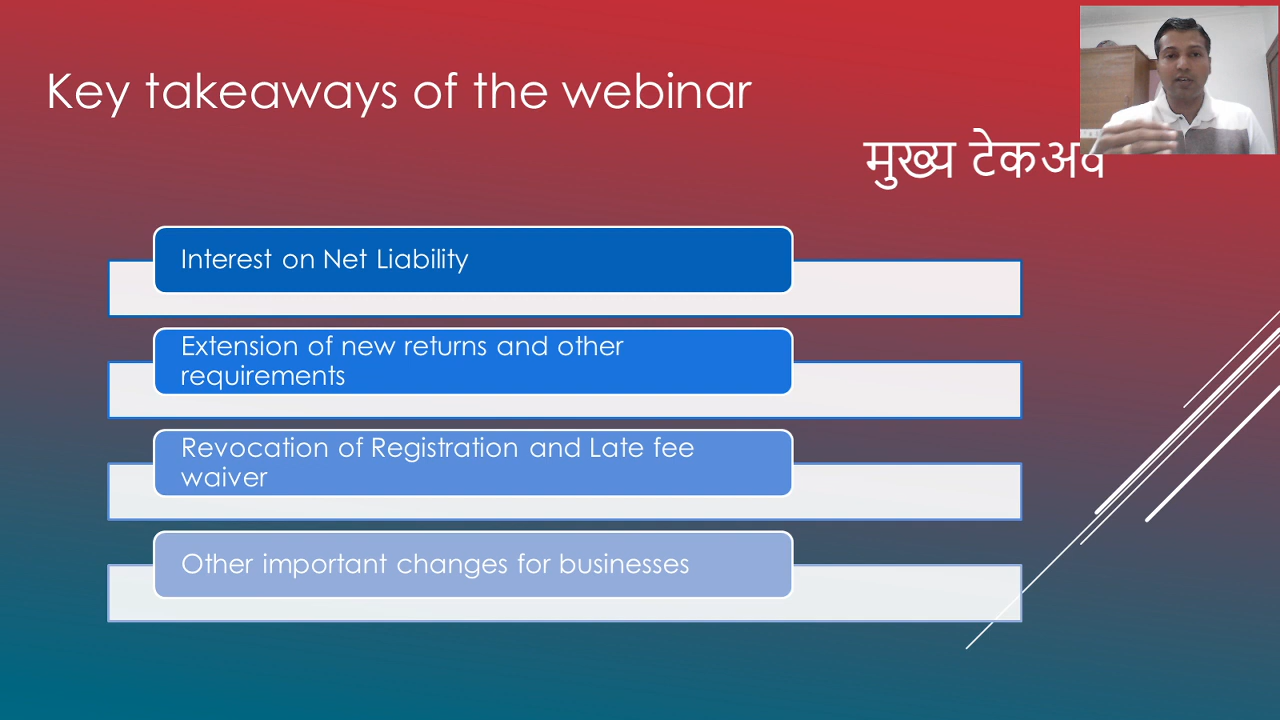 Key takeaways of the webinar
मुख्य
Interest on Net Liability
Extension of new returns and other
requirements
Revocation of Registration and Late fee
waiver
Other important changes for businesses